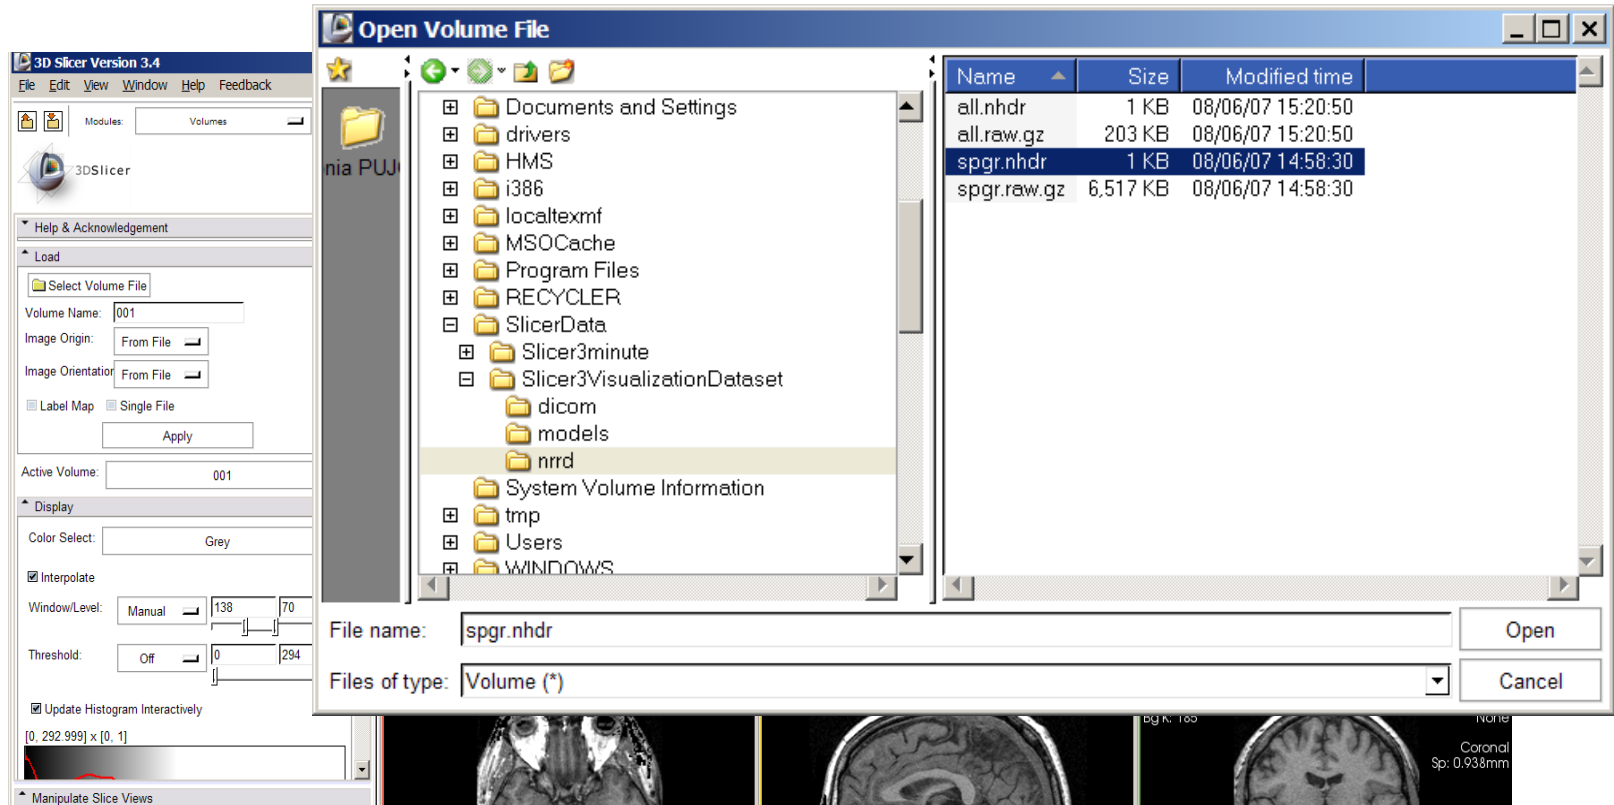 Open Volume File
3D Slicer Version 3.4
File Edit View Window Help Feedback
Modules: Volumes
3DSlicer
Help & Acknowledgement
Load
Select Volume File
Volume Name: 001
Image Origin: From File
Image Orientation From File
Label Map Single File
Apply
Active Volume: 001
Display
Color Select: Grey
Interpolate
Window/Level: Manual 138 70
Threshold: Off 0 294
Update Histogram Interactively
[0, 292.999] x [0, 1]
Manipulate Slice Views
nia PUJ
Documents and Settings
drivers
HMS
i386
localtexmf
MSOCache
Program Files
RECYCLER
SlicerData
Slicer3minute
Slicer3VisualizationDataset
dicom
models
nrrd
System Volume Information
tmp
Users
WINDOWS
Name Size Modified time
all.nhdr 1 KB 08/06/07 15:20:50
all.raw.gz 203 KB 08/06/07 15:20:50
spgr.nhdr 1 KB 08/06/07 14:58:30
spgr.raw.gz 6,517 KB 08/06/07 14:58:30
File name: spgr.nhdr Open
Files of type: Volume (*) Cancel
Bg K: 185 None
Coronal
Sp: 0.938mm